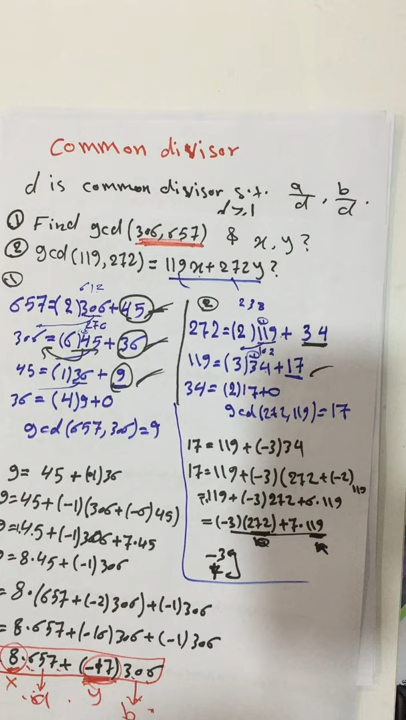 Common divisor
d is common divisor s.t. a/d, b/d.
d≥1
① Find gcd(306,657) & x,y?
② gcd(119,272) = 119x+272y?
①
612
657=(2)306+45
270
306=(6)45+36
45=(1)36+9
36=(4)9+0
gcd(657,306)=9
9= 45+(-1)36
9=45+(-1)(306+(-6)45)
9=45+(-1)306+7.45
9=8.45+(-1)306
=8.(657+(-2)306)+(-1)306
=8.657+(-16)306+(-1)306
8.657+(-17)306
x y
b
②
238
272=(2)119+34
102
119=(3)34+17
34=(2)17+0
gcd(272,119)=17
17=119+(-3)34
17=119+(-3)(272+(-2)
119
119+(-3)272+6.119
=(-3)(272)+7.119